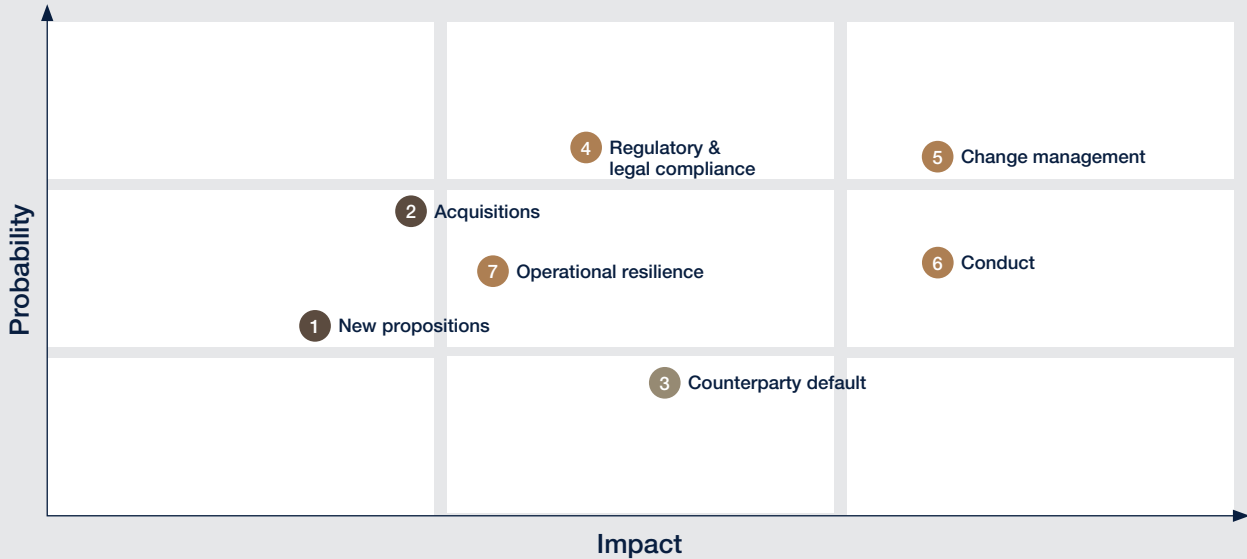 Probability
4 Regulatory &
legal compliance
5 Change management
2 Acquisitions
6 Conduct
7 Operational resilience
1 New propositions
3 Counterparty default
Impact